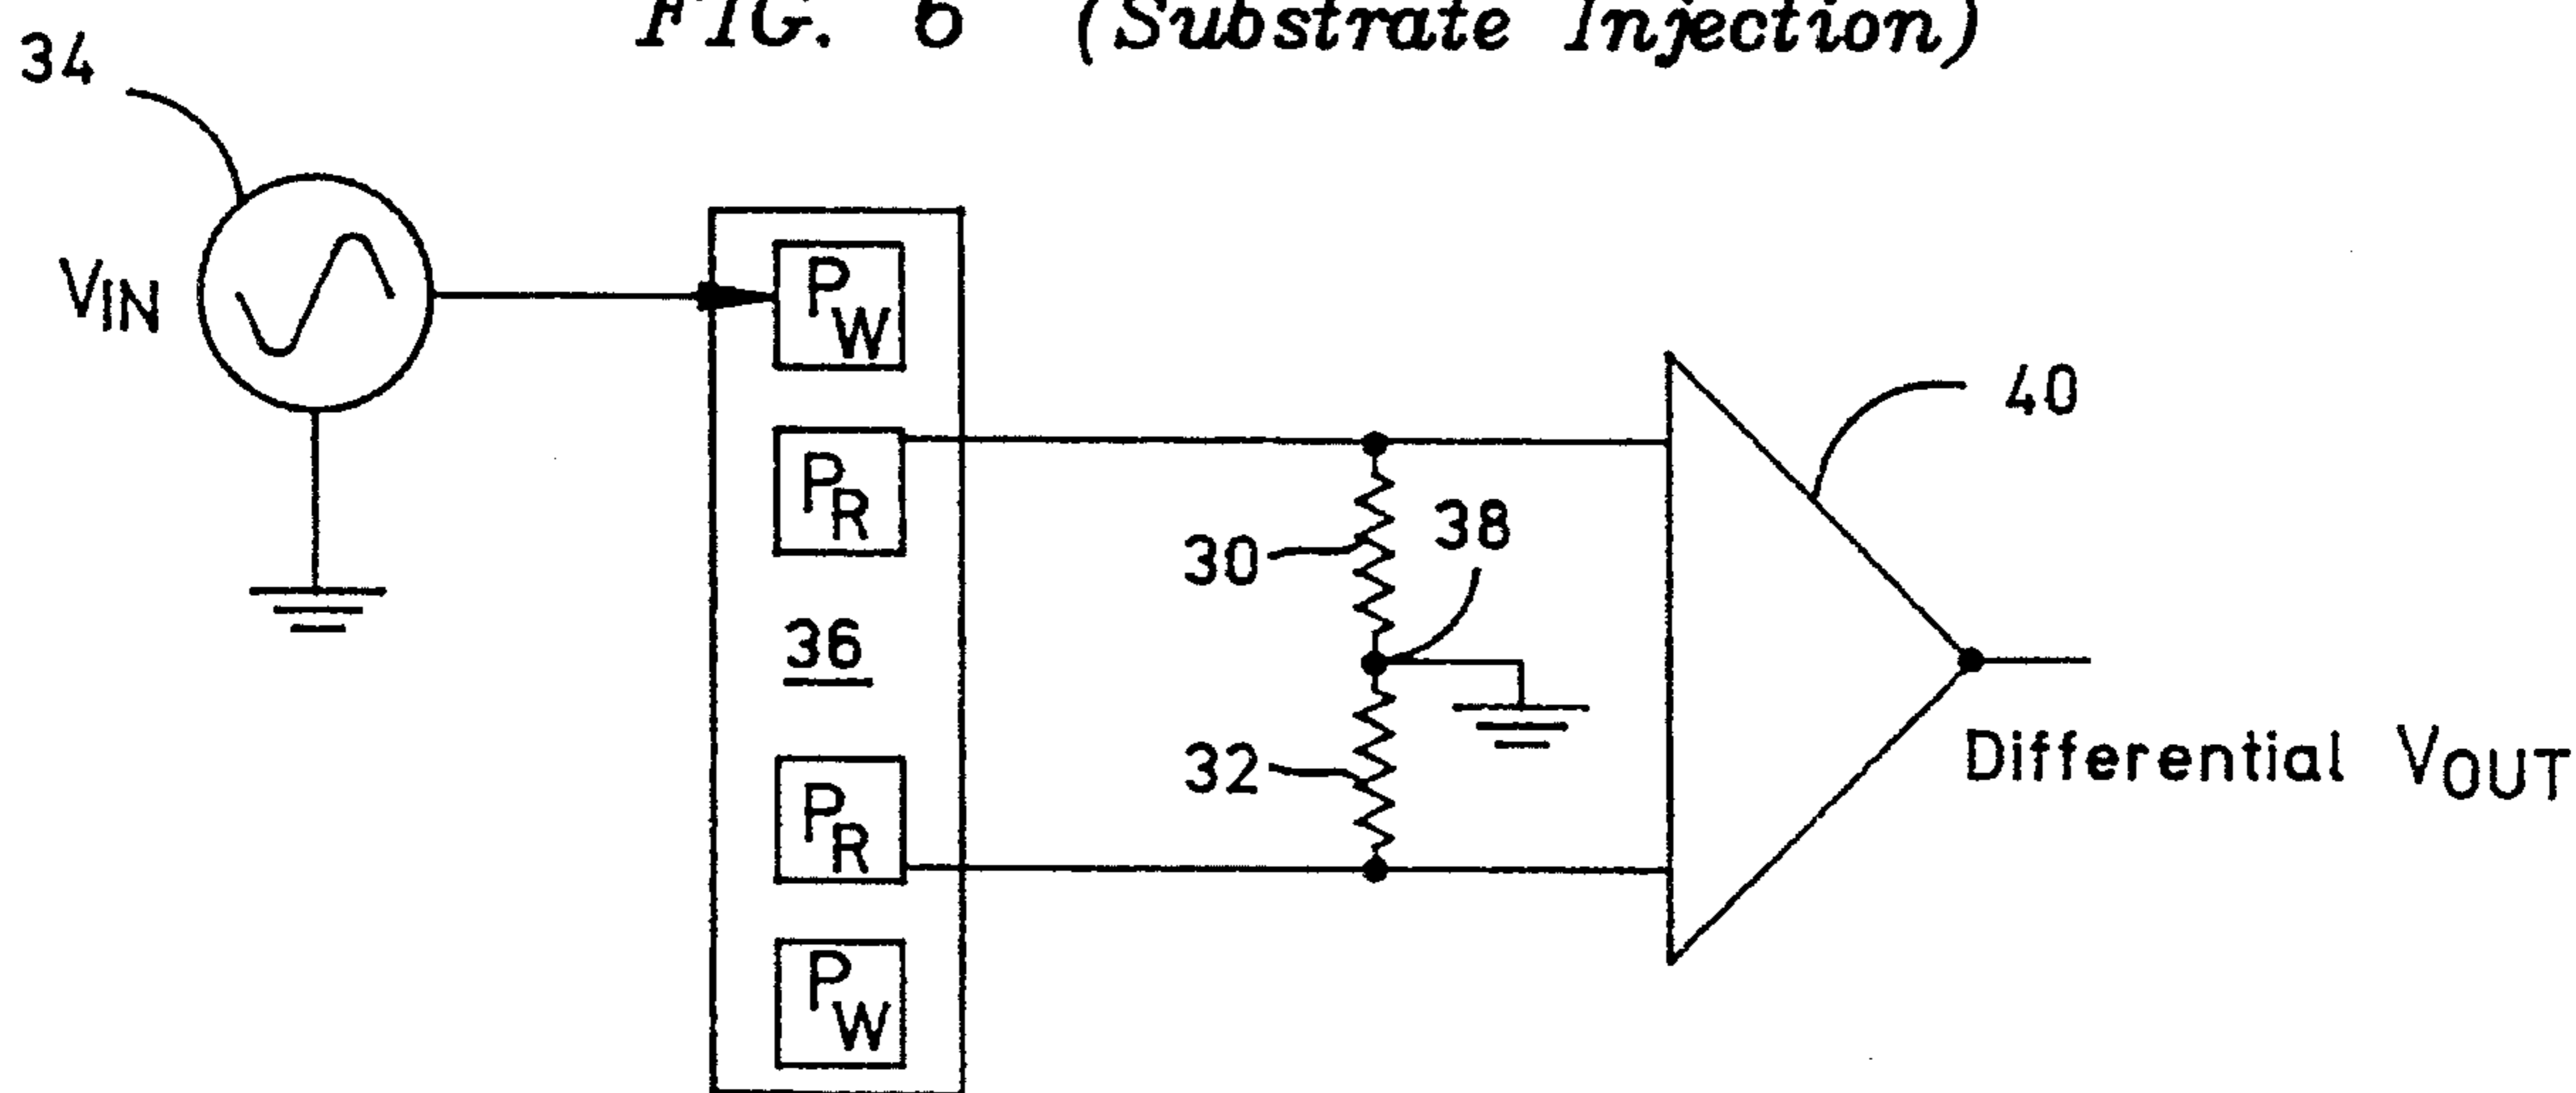 FIG. 6 (Substrate Injection)
34
VIN
PW
PR
36
PR
PW
30
38
32
40
Differential VOUT